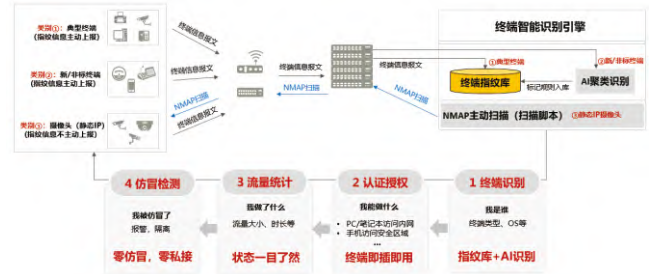 类别①：典型终端
(指纹信息主动上报)
类别②：新/非标终端
(指纹信息主动上报)
类别③：摄像头（静态IP）
(指纹信息不主动上报)
终端信息报文
终端信息报文
NMAP扫描
终端信息报文
终端信息报文
NMAP扫描
终端信息报文
NMAP扫描
终端智能识别引擎
①典型终端
②新/非标终端
终端指纹库
标记规则入库
AI聚类识别
NMAP主动扫描（扫描脚本）
③静态IP摄像头
4 仿冒检测
我被仿冒了
报警，隔离
零仿冒，零私接
3 流量统计
我做了什么
流量大小、时长等
状态一目了然
2 认证授权
我能做什么
• PC/笔记本访问内网
• 手机访问安全区域
...
终端即插即用
1 终端识别
我是谁
终端类型、OS等
指纹库+AI识别